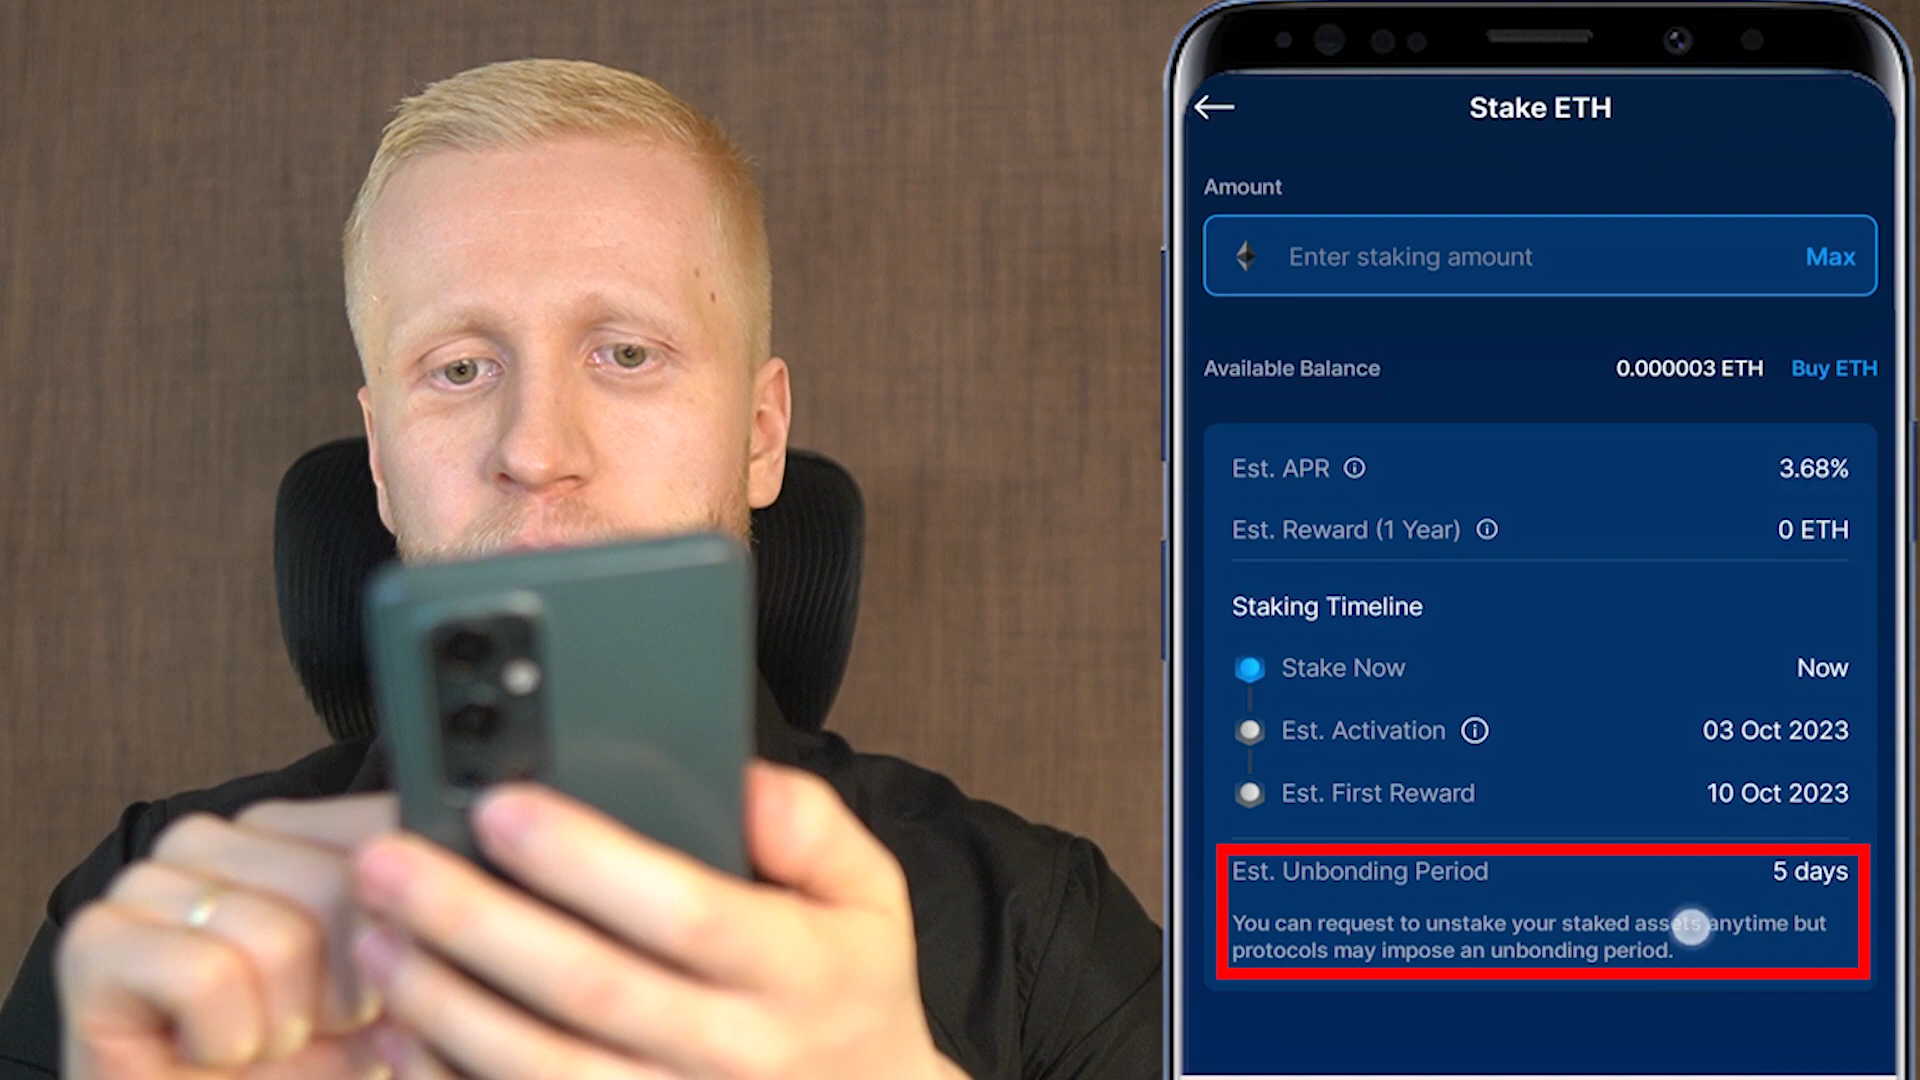 Stake ETH
Amount
Enter staking amount Max
Available Balance 0.000003 ETH Buy ETH
Est. APR 3.68%
Est. Reward (1 Year) 0 ETH
Staking Timeline
Stake Now Now
Est. Activation 03 Oct 2023
Est. First Reward 10 Oct 2023
Est. Unbonding Period 5 days
You can request to unstake your staked assets anytime but
protocols may impose an unbonding period.